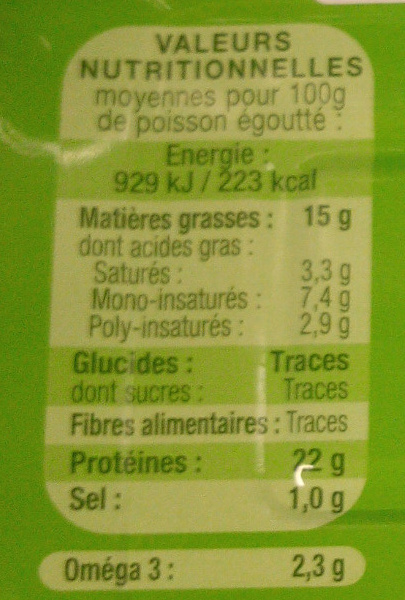 VALEURS
NUTRITIONNELLES
moyennes pour 100g
de poisson égoutté :
Energie :
929 kJ / 223 kcal
Matières grasses : 15 g
dont acides gras :
Saturés : 3,3 g
Mono-insaturés : 7,4 g
Poly-insaturés : 2,9 g
Glucides : Traces
dont sucres : Traces
Fibres alimentaires : Traces
Protéines : 22 g
Sel : 1,0 g
Oméga 3 : 2,3 g